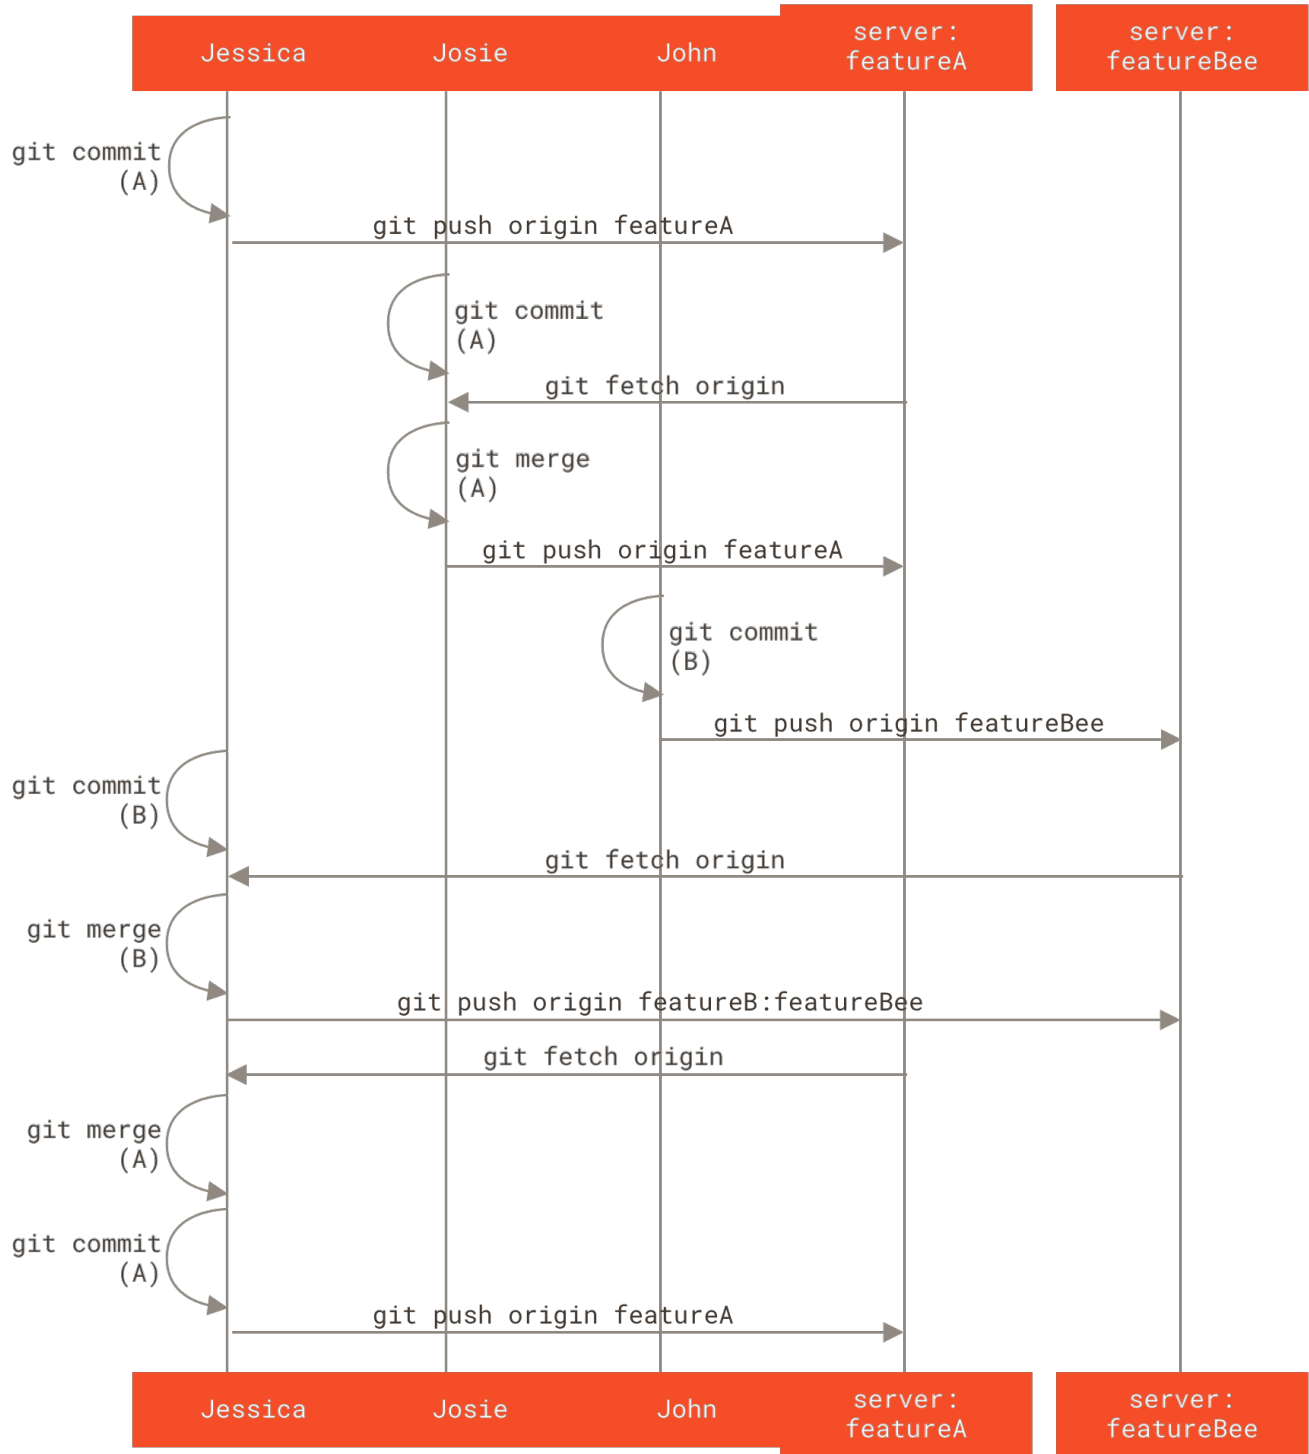 Jessica
Josie
John
server:
featureA
server:
featureBee
git commit
(A)
git push origin featureA
git commit
(A)
git fetch origin
git merge
(A)
git push origin featureA
git commit
(B)
git push origin featureBee
git commit
(B)
git fetch origin
git merge
(B)
git push origin featureB:featureBee
git fetch origin
git merge
(A)
git commit
(A)
git push origin featureA
Jessica
Josie
John
server:
featureA
server:
featureBee